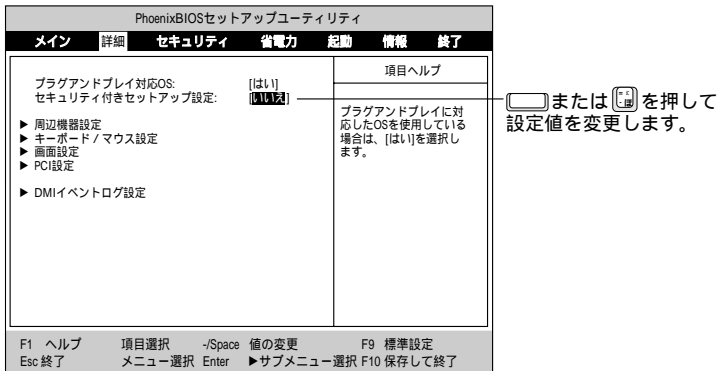 PhoenixBIOSセットアップユーティリティ
メイン 詳細 セキュリティ 省電力 起動 情報 終了
項目ヘルプ
プラグアンドプレイ対応OS: [はい]
セキュリティ付きセットアップ設定: [いいえ]
▶ 周辺機器設定
▶ キーボード / マウス設定
▶ 画面設定
▶ PCI設定
▶ DMIイベントログ設定
プラグアンドプレイに対
応したOSを使用している
場合は、[はい]を選択し
ます。
または を押して
設定値を変更します。
F1 ヘルプ 項目選択 -/Space 値の変更 F9 標準設定
Esc 終了 メニュー選択 Enter ▶サブメニュー選択 F10 保存して終了